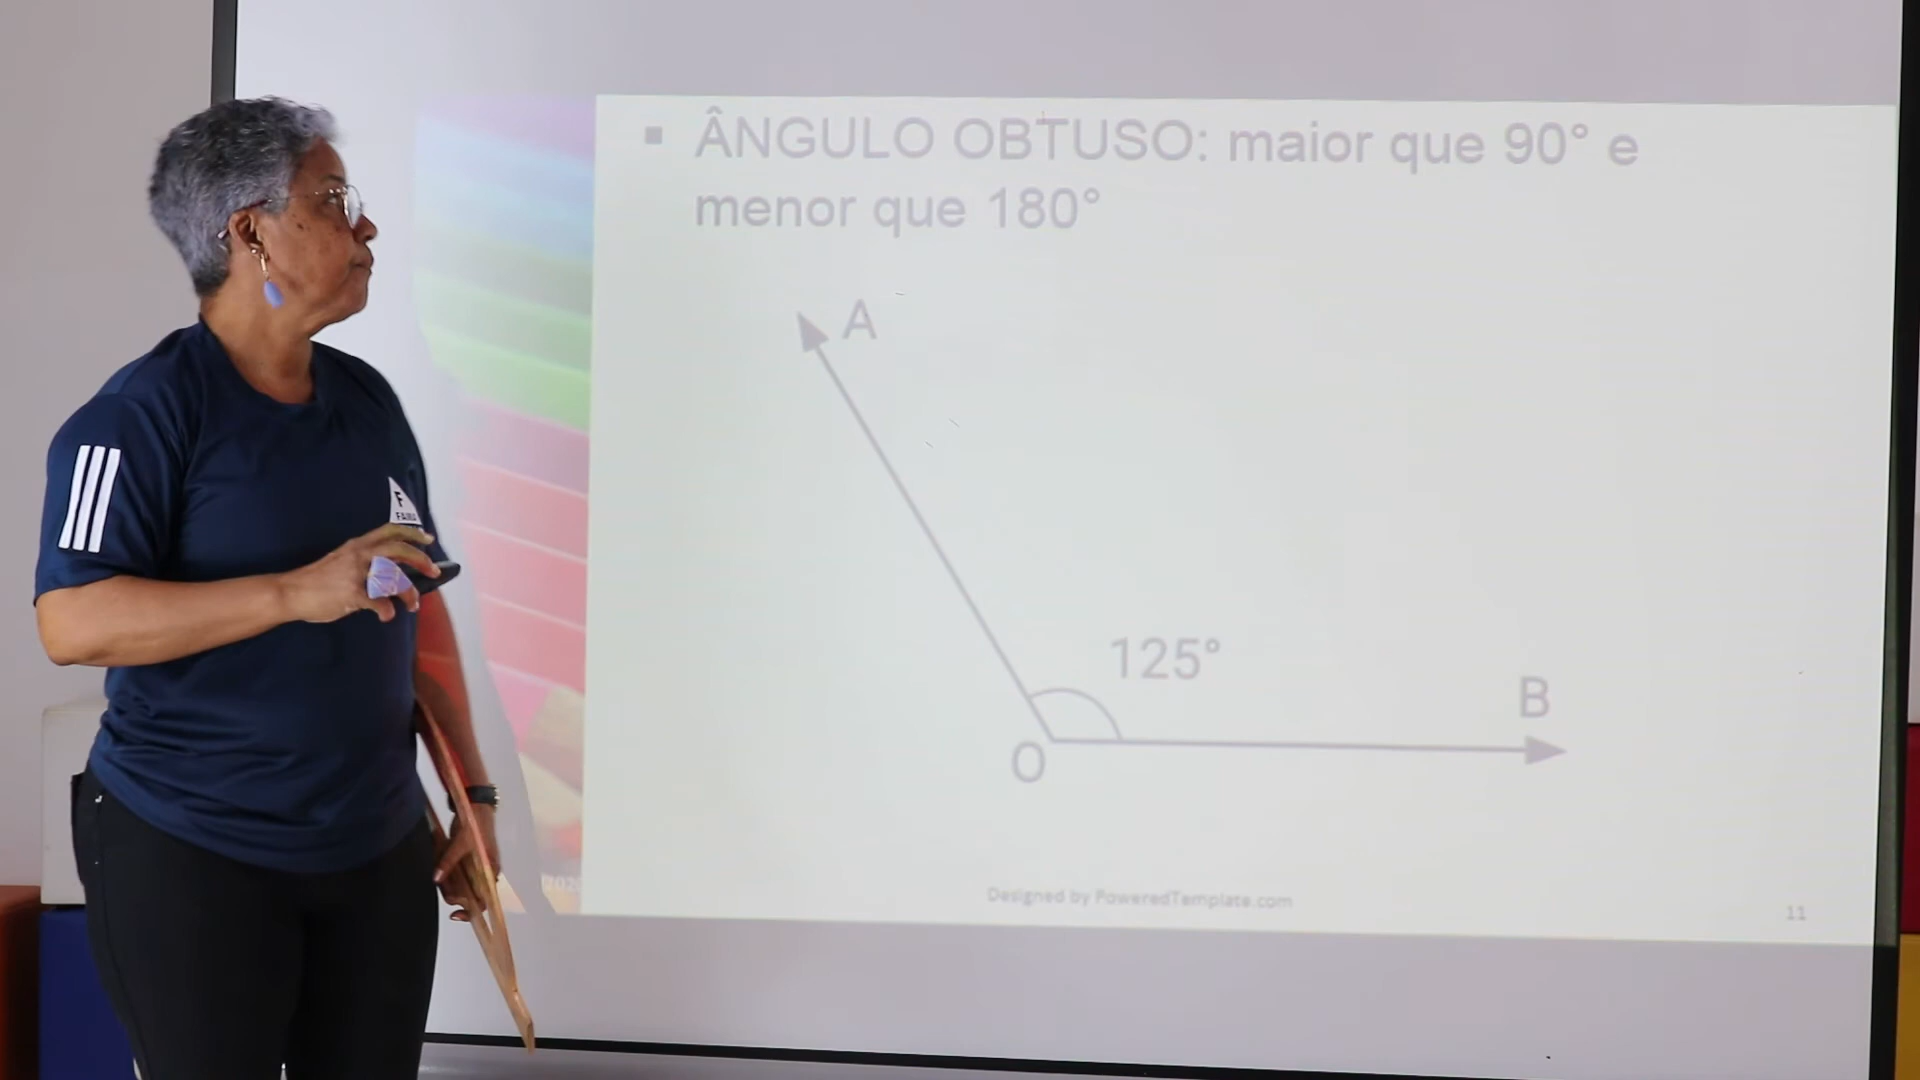 ▪ ÂNGULO OBTUSO: maior que 90° e
menor que 180°
A
125°
B
O
F
Designed by PoweredTemplate.com
11